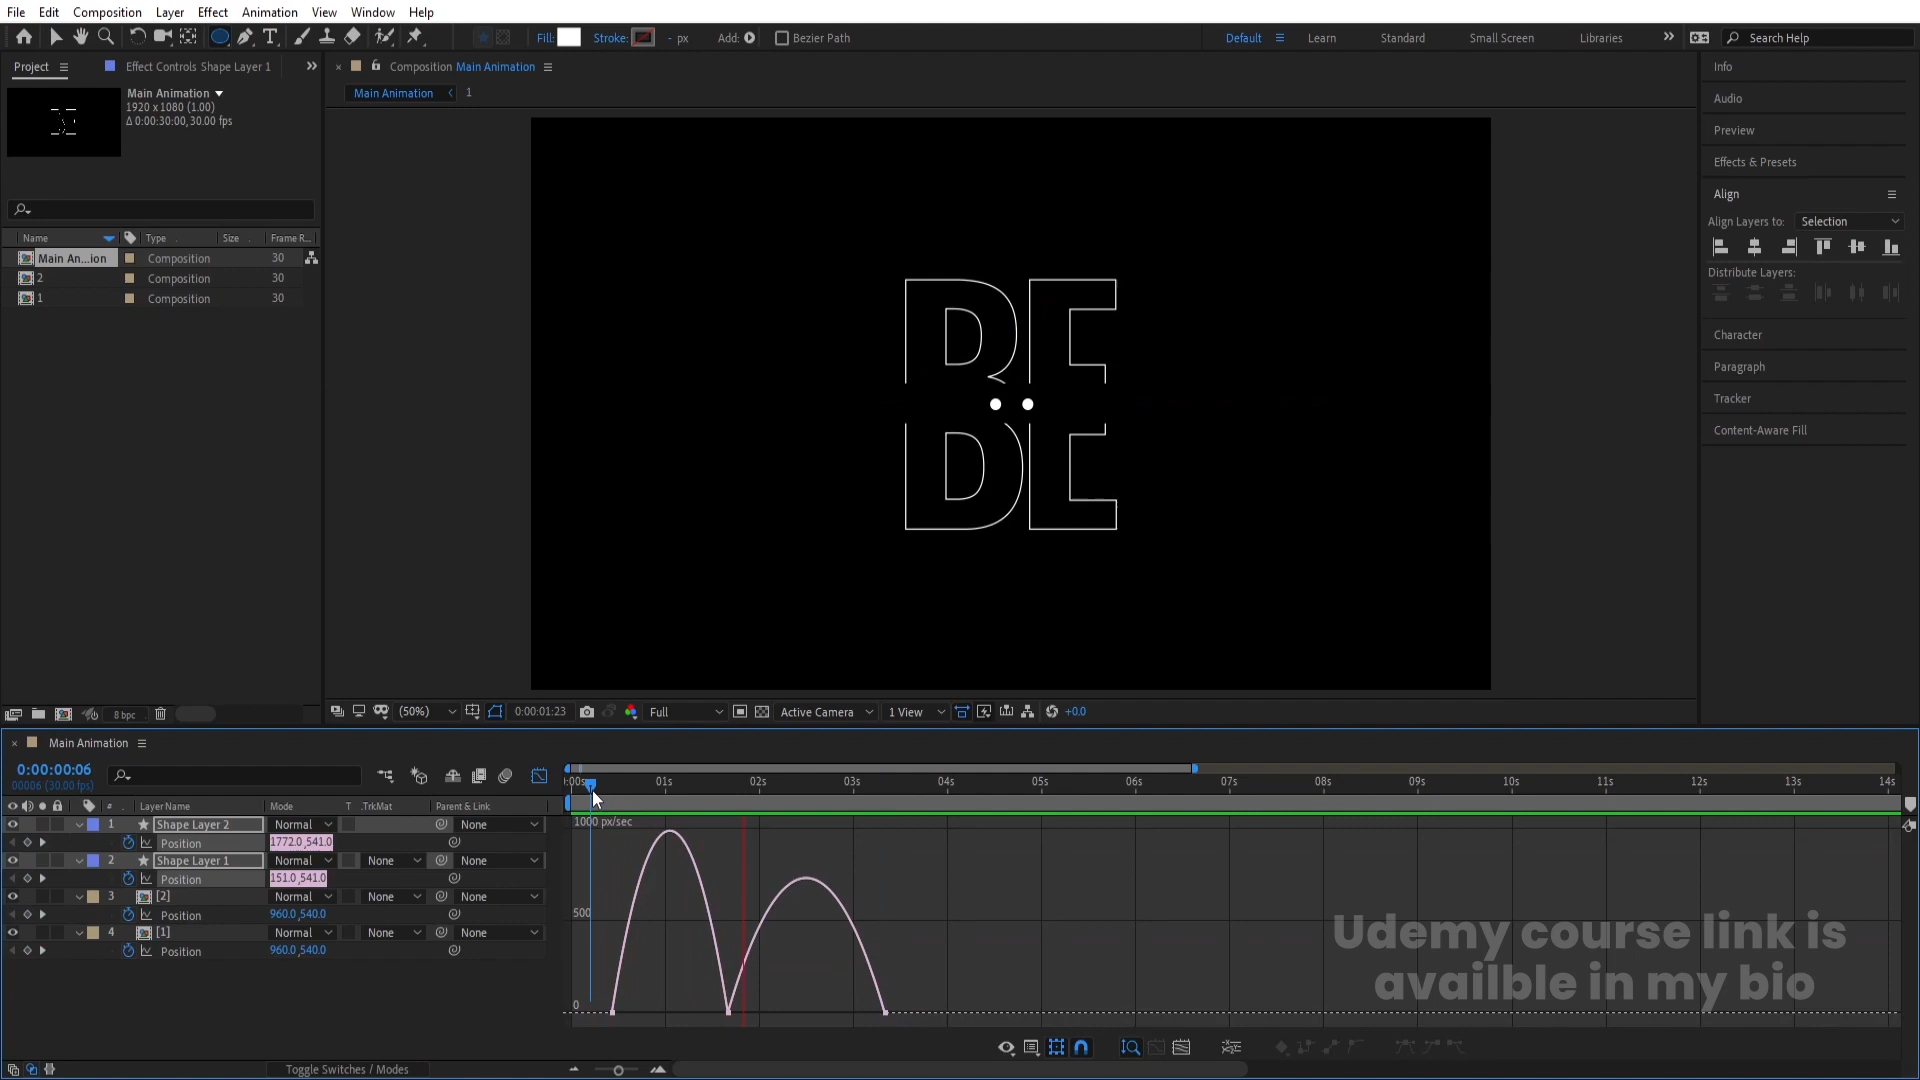 File Edit Composition Layer Effect Animation View Window Help
Fill: Stroke: - px Add: Bezier Path Default Learn Standard Small Screen Libraries Search Help
Project Effect Controls Shape Layer 1
Composition Main Animation
Main Animation 1
Main Animation
1920 x 1080 (1.00)
Δ 0:00:30:00, 30.00 fps
Name Type Size Frame R...
Main An...ion Composition 30
2 Composition 30
1 Composition 30
8 bpc
Info
Audio
Preview
Effects & Presets
Align
Align Layers to: Selection
Distribute Layers:
Character
Paragraph
Tracker
Content-Aware Fill
(50%) 0:00:01:23 Full Active Camera 1 View +0.0
Main Animation
0:00:00:06
00006 (30.00 fps)
# Layer Name Mode T .TrkMat Parent & Link
1 Shape Layer 2 Normal None
Position 1772.0,541.0
2 Shape Layer 1 Normal None None
Position 151.0,541.0
3 [2] Normal None None
Position 960.0,540.0
4 [1] Normal None None
Position 960.0,540.0
Toggle Switches / Modes
:00s 01s 02s 03s 04s 05s 06s 07s 08s 09s 10s 11s 12s 13s 14s
1000 px/sec
500
0
Udemy course link is
availble in my bio